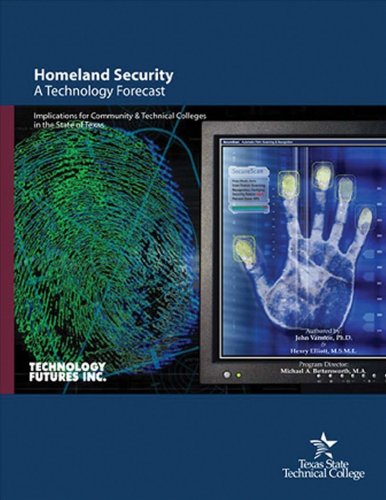 Homeland Security
A Technology Forecast
Implications for Community & Technical Colleges
in the State of Texas
SecureScan
Authored by:
John Vanston, Ph.D.
&
Henry Elliott, M.S.M.E.
Program Director:
Michael A. Bettersworth, M.A.
TECHNOLOGY
FUTURES INC.
Texas State
Technical College